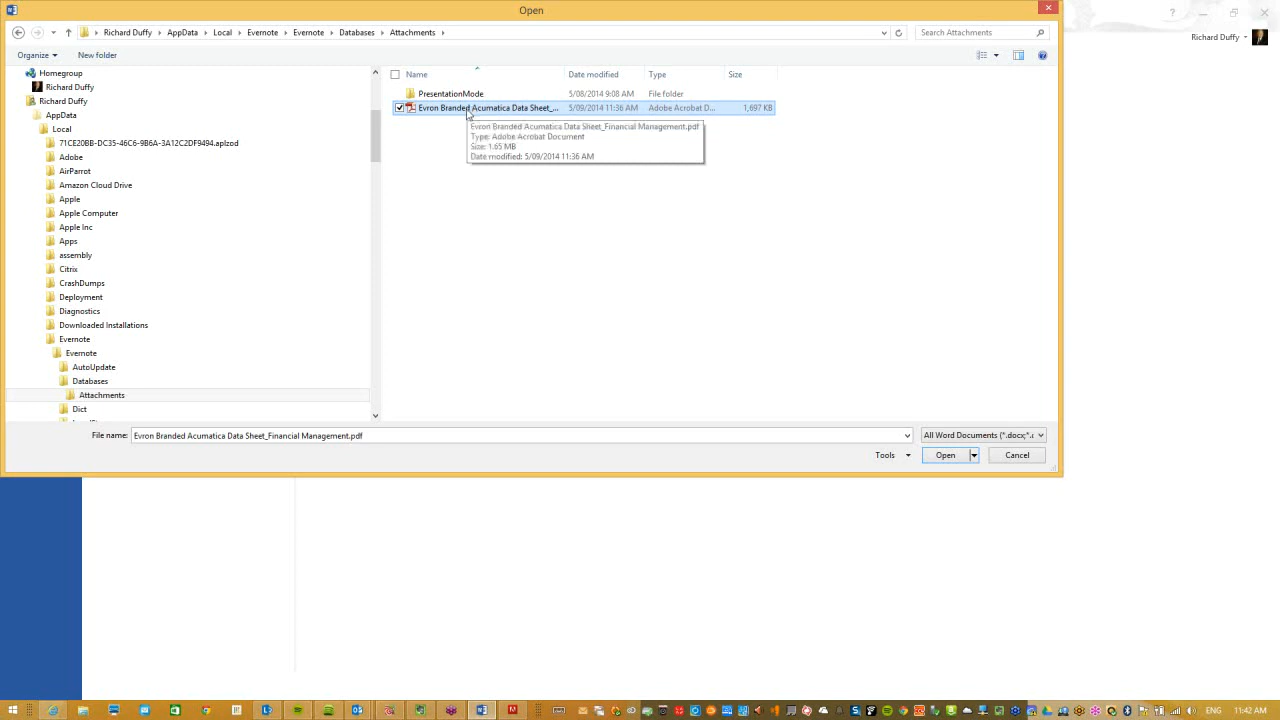 Open
Richard Duffy › AppData › Local › Evernote › Evernote › Databases › Attachments ›
Search Attachments
Richard Duffy
Organize
New folder
Name
Date modified
Type
Size
Homegroup
Richard Duffy
Richard Duffy
AppData
Local
71CE20BB-DC35-46C6-9B6A-3A12C2DF9494.aplzod
Adobe
AirParrot
Amazon Cloud Drive
Apple
Apple Computer
Apple Inc
Apps
assembly
Citrix
CrashDumps
Deployment
Diagnostics
Downloaded Installations
Evernote
Evernote
AutoUpdate
Databases
Attachments
Dict
PresentationMode
5/08/2014 9:08 AM
File folder
Evron Branded Acumatica Data Sheet_...
5/09/2014 11:36 AM
Adobe Acrobat D...
1,697 KB
Evron Branded Acumatica Data Sheet_Financial Management.pdf
Type: Adobe Acrobat Document
Size: 1.65 MB
Date modified: 5/09/2014 11:36 AM
File name:
Evron Branded Acumatica Data Sheet_Financial Management.pdf
All Word Documents (*.docx;*.
Tools
Open
Cancel
ENG
11:42 AM